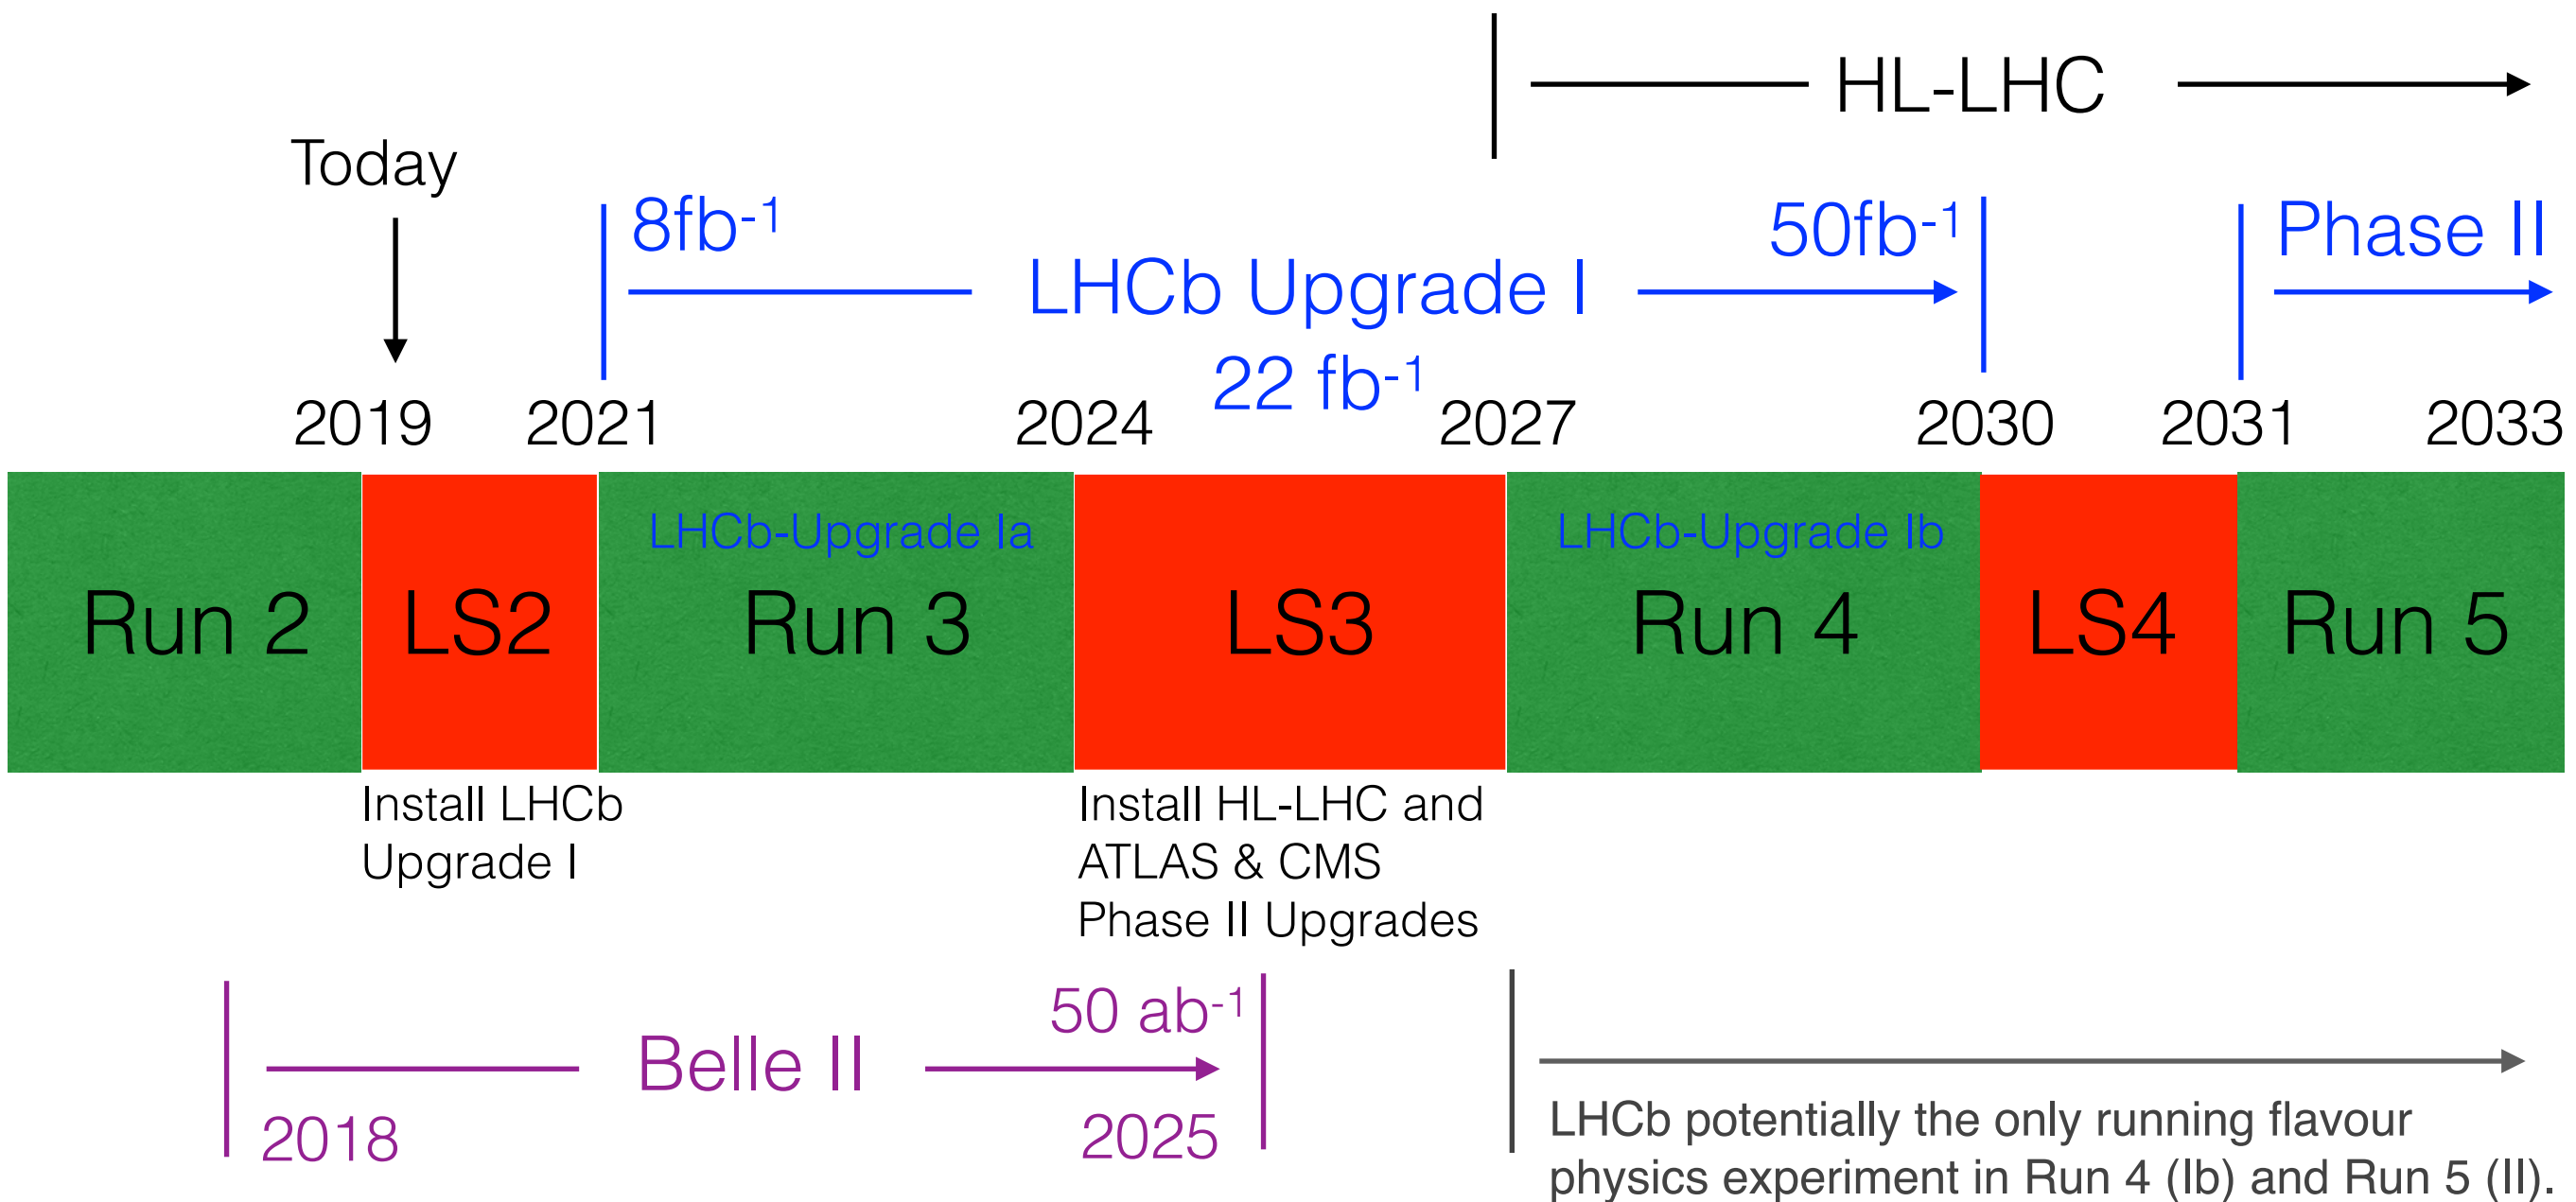 HL-LHC
Today
8fb-1
50fb-1
Phase II
LHCb Upgrade I
22 fb-1
2019 2021 2024 2027 2030 2031 2033
LHCb-Upgrade Ia
LHCb-Upgrade Ib
Run 2 LS2 Run 3 LS3 Run 4 LS4 Run 5
Install LHCb
Upgrade I
Install HL-LHC and
ATLAS & CMS
Phase II Upgrades
50 ab-1
Belle II
2018
2025
LHCb potentially the only running flavour
physics experiment in Run 4 (Ib) and Run 5 (II).